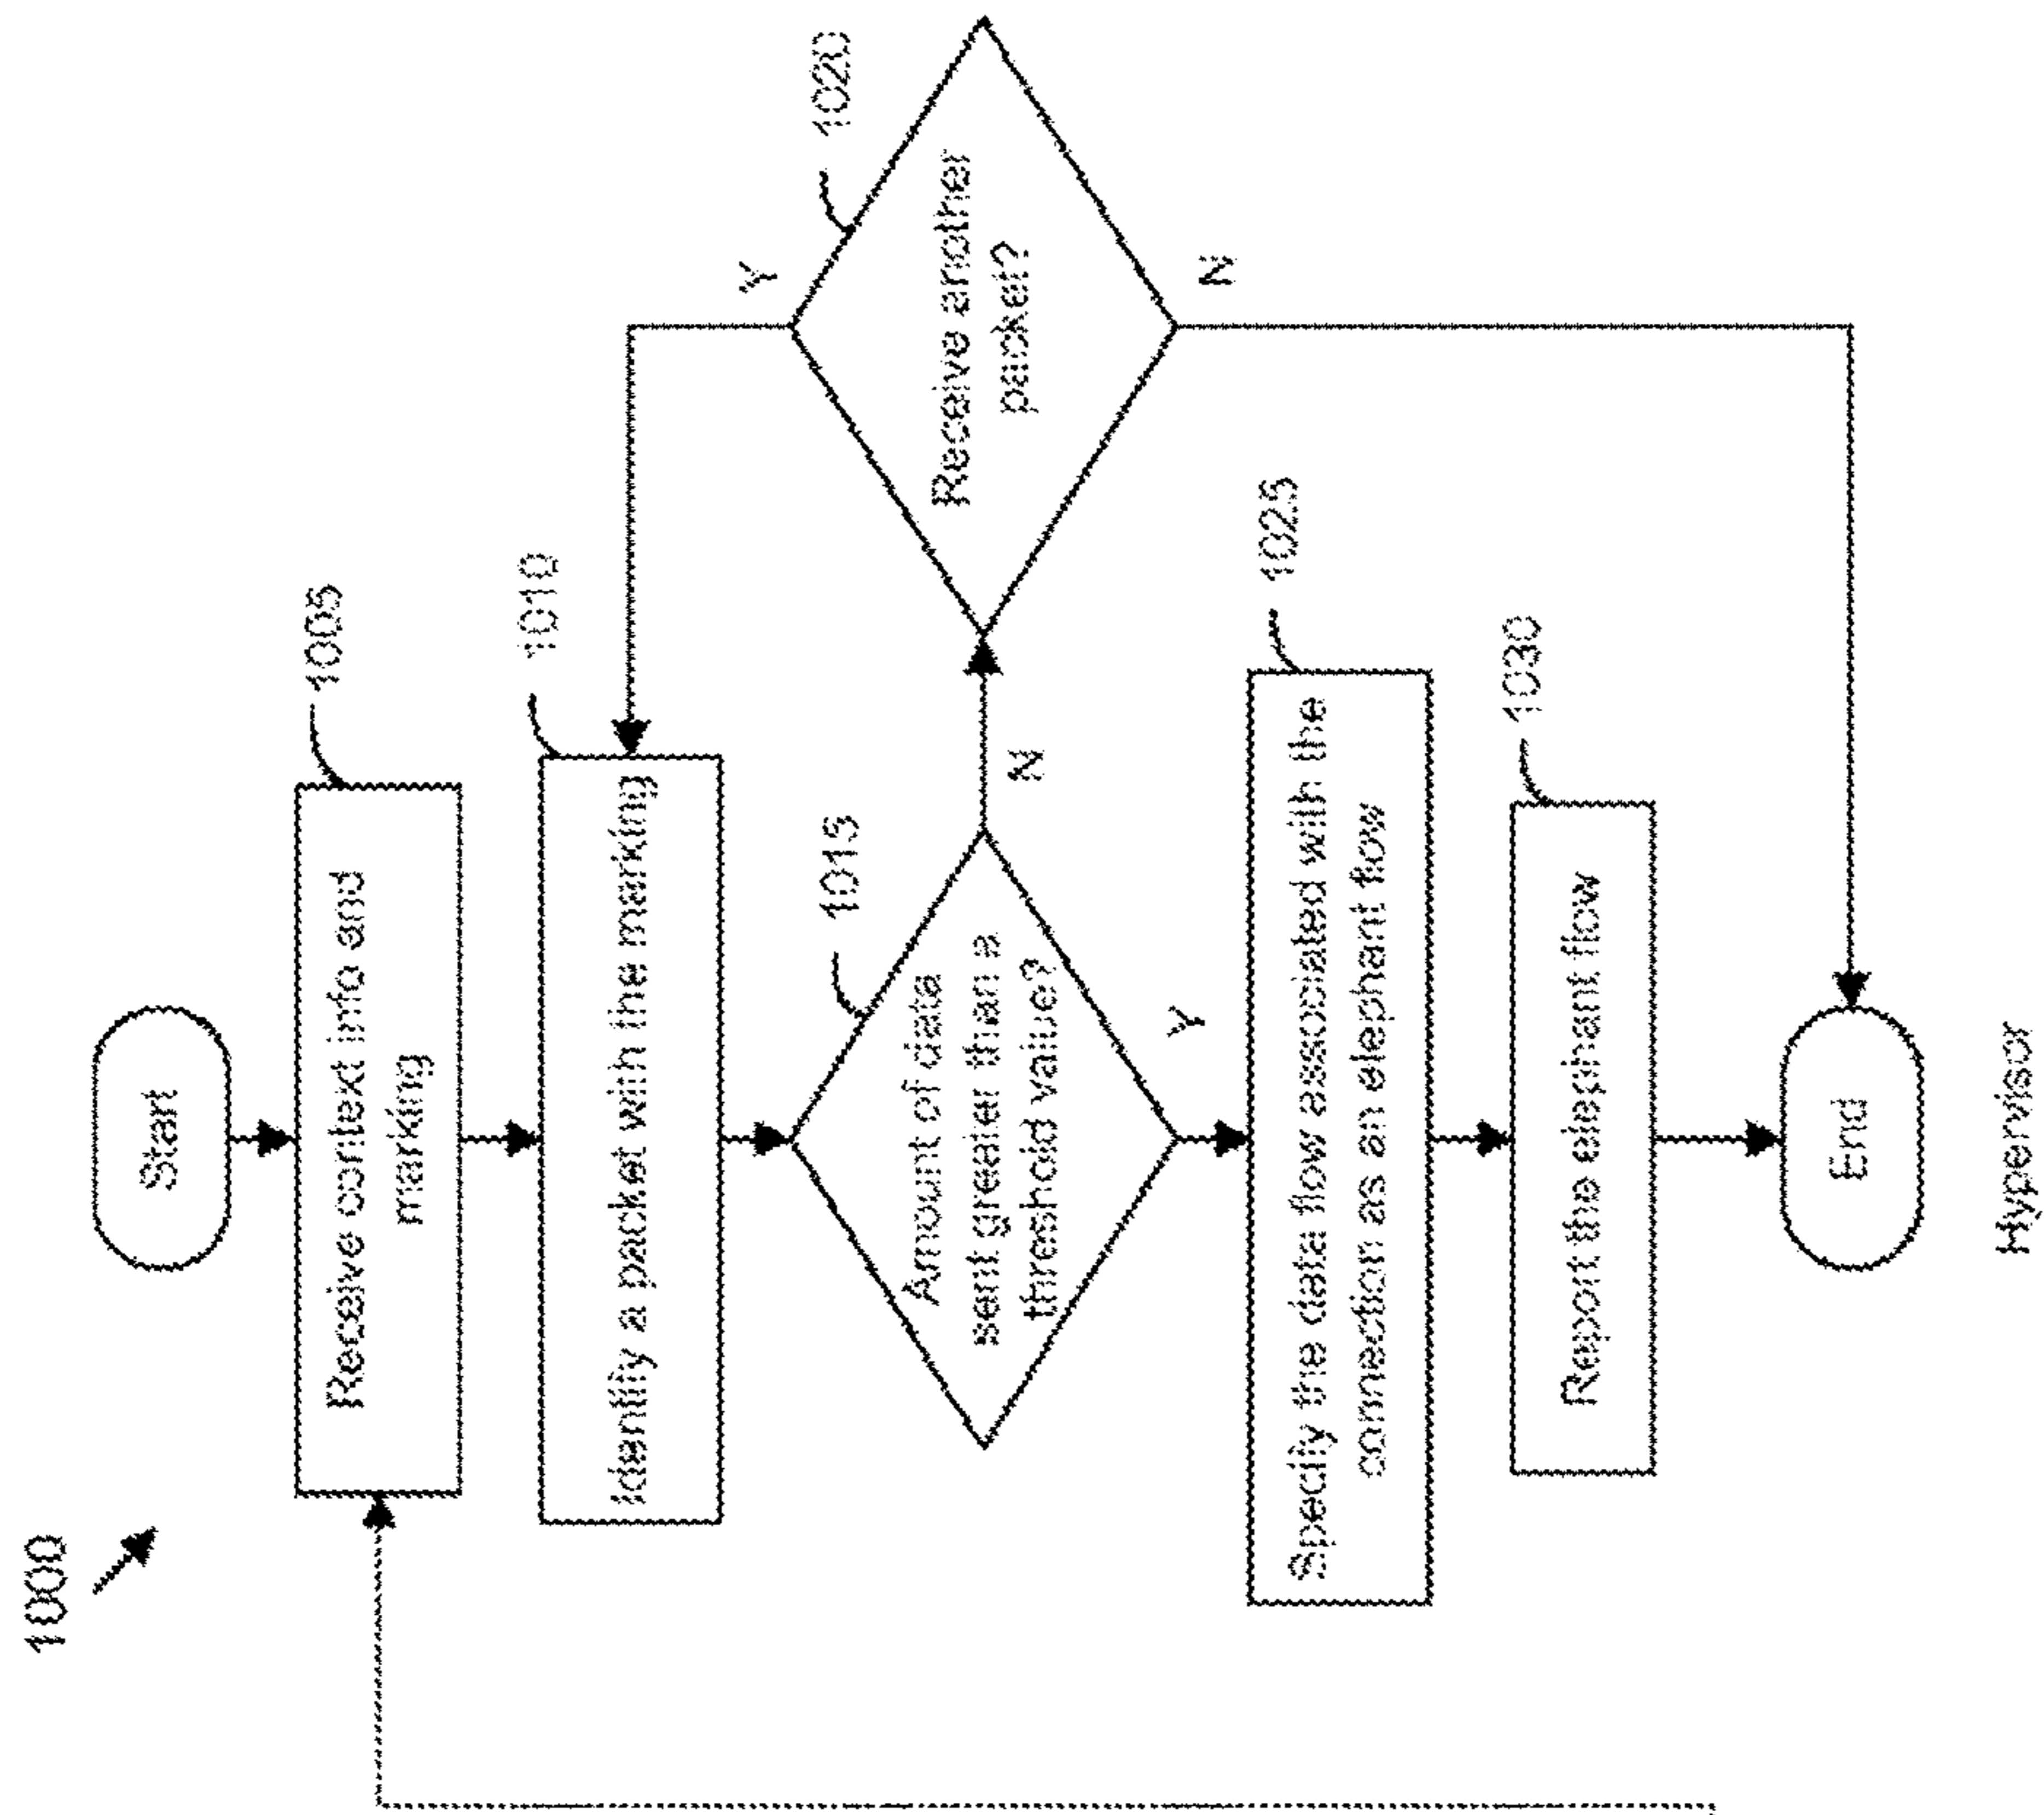 1000
Start
1005
Receive context info and
marking
1010
Identify a packet with the marking
1015
Amount of data
sent greater than a
threshold value?
N
Y
1020
Receive another
packet?
Y
N
1025
Specify the data flow associated with the
connection as an elephant flow
1030
Report the elephant flow
End
Hypervisor